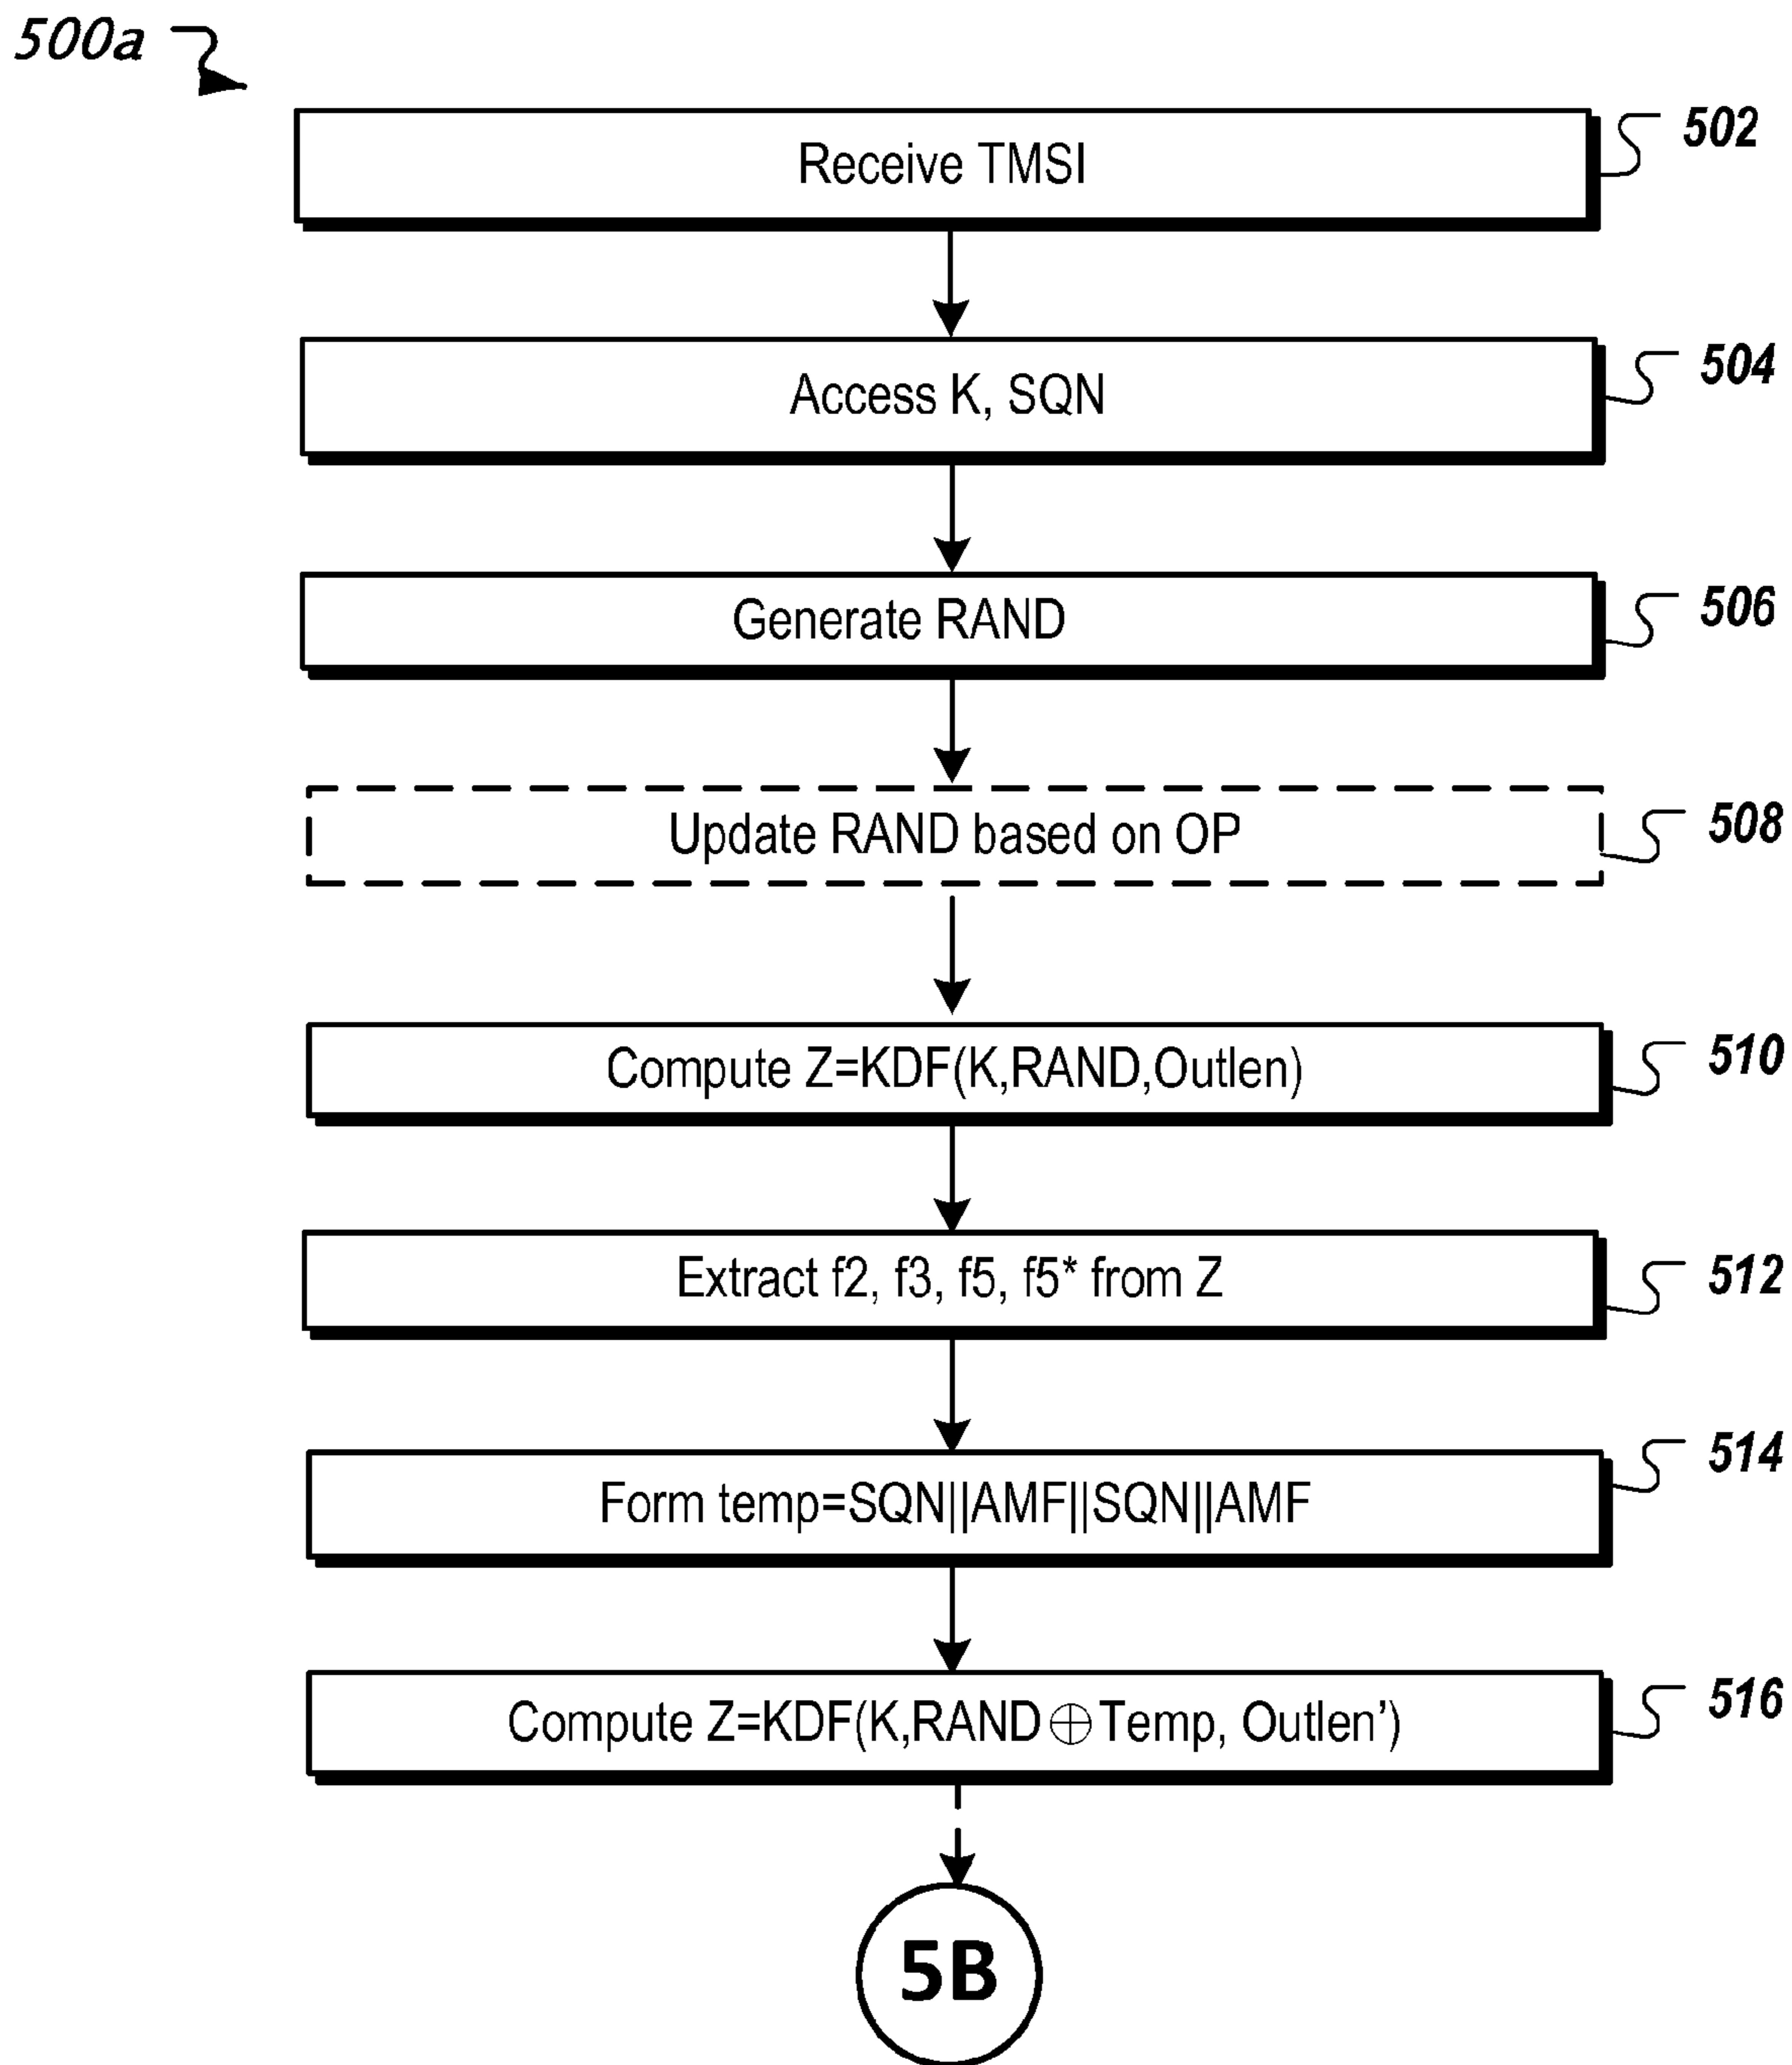 500a
Receive TMSI
502
Access K, SQN
504
Generate RAND
506
Update RAND based on OP
508
Compute Z=KDF(K,RAND,Outlen)
510
Extract f2, f3, f5, f5* from Z
512
Form temp=SQN||AMF||SQN||AMF
514
Compute Z=KDF(K,RAND⊕Temp, Outlen’)
516
5B